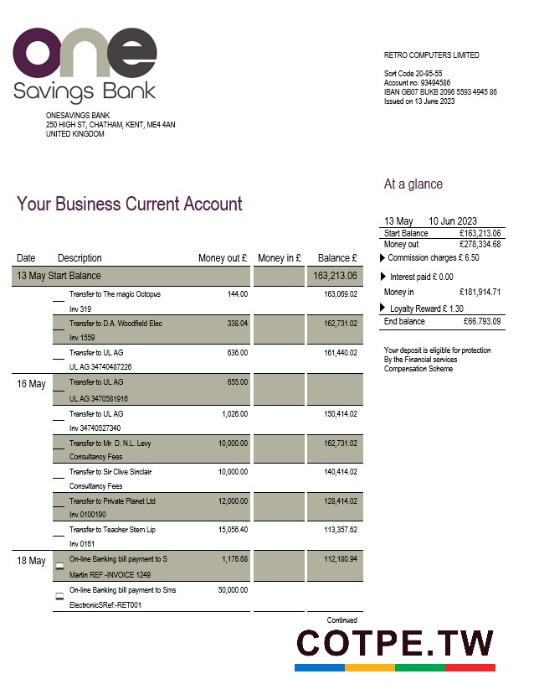 one
Savings Bank
ONESAVINGS BANK
250 HIGH ST, CHATHAM, KENT, ME4 4AN
UNITED KINGDOM
RETRO COMPUTERS LIMITED
Sort Code 20-95-55
Account no. 93494586
IBAN GB07 BUKB 2096 5593 4945 86
Issued on 13 June 2023
At a glance
13 May 10 Jun 2023
Start Balance £163,213.06
Money out £278,334.68
Commission charges £ 6.50
Interest paid £ 0.00
Money in £181,914.71
Loyalty Reward £ 1.30
End balance £66,793.09
Your deposit is eligible for protection
By the Financial services
Compensation Scheme
Your Business Current Account
Date Description Money out £ Money in £ Balance £
13 May Start Balance 163,213.06
Transfer to The magic Octopus 144.00 163,069.02
Inv 319
Transfer to D.A. Woodfield Elec 338.04 162,731.02
Inv 1559
Transfer to UL AG 636.00 161,440.02
UL AG 34740487226
16 May Transfer to UL AG 655.00
UL AG 3470581916
Transfer to UL AG 1,026.00 150,414.02
Inv 34740527340
Transfer to Mr. D. N.L. Levy 10,000.00 162,731.02
Consultancy Fees
Transfer to Sir Clive Sinclair 10,000.00 140,414.02
Consultancy Fees
Transfer to Private Planet Ltd 12,000.00 128,414.02
Inv 0100190
Transfer to Teacher Stern Lip 15,056.40 113,357.62
Inv 0161
18 May On-line Banking bill payment to S 1,176.68 112,180.94
Martin REF:-INVOICE 1249
On-line Banking bill payment to Sms 50,000.00
ElectronicSRef:-RET001
Continued
COTPE.TW